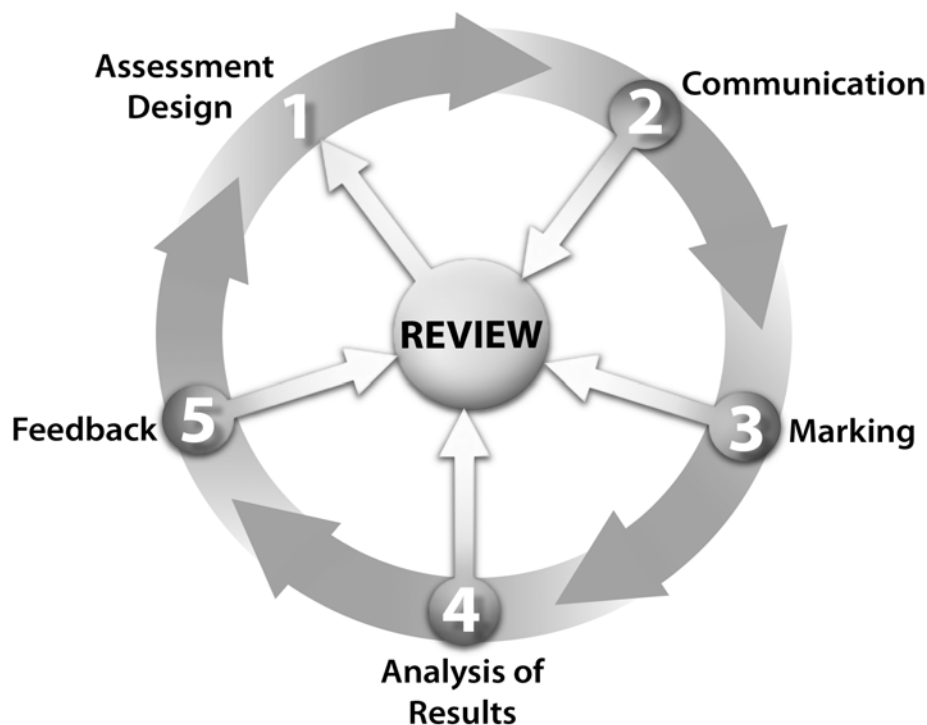 Assessment
Design
1
2
Communication
REVIEW
Feedback
5
3
Marking
4
Analysis of
Results